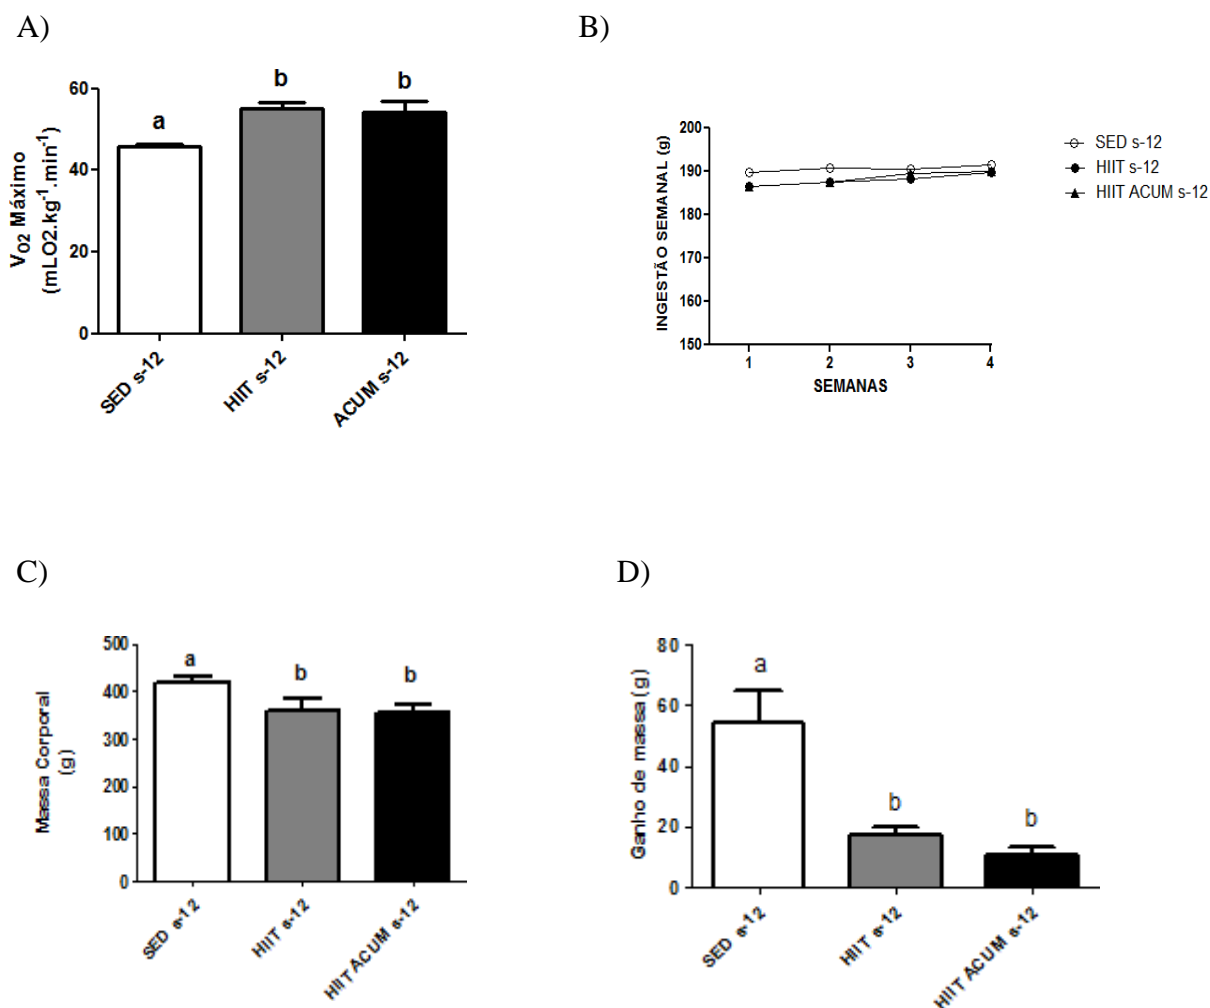 A)
60
40
20
0
V_O2 Máximo
(mLO2.kg⁻¹.min⁻¹)
a
b
b
SED s-12
HIIT s-12
ACUM s-12
B)
200
190
180
170
160
150
INGESTÃO SEMANAL (g)
1 2 3 4
SEMANAS
SED s-12
HIIT s-12
HIIT ACUM s-12
C)
500
400
300
200
100
0
Massa Corporal
(g)
a
b
b
SED s-12
HIIT s-12
HIIT ACUM s-12
D)
80
60
40
20
0
Ganho de massa (g)
a
b
b
SED s-12
HIIT s-12
HIIT ACUM s-12